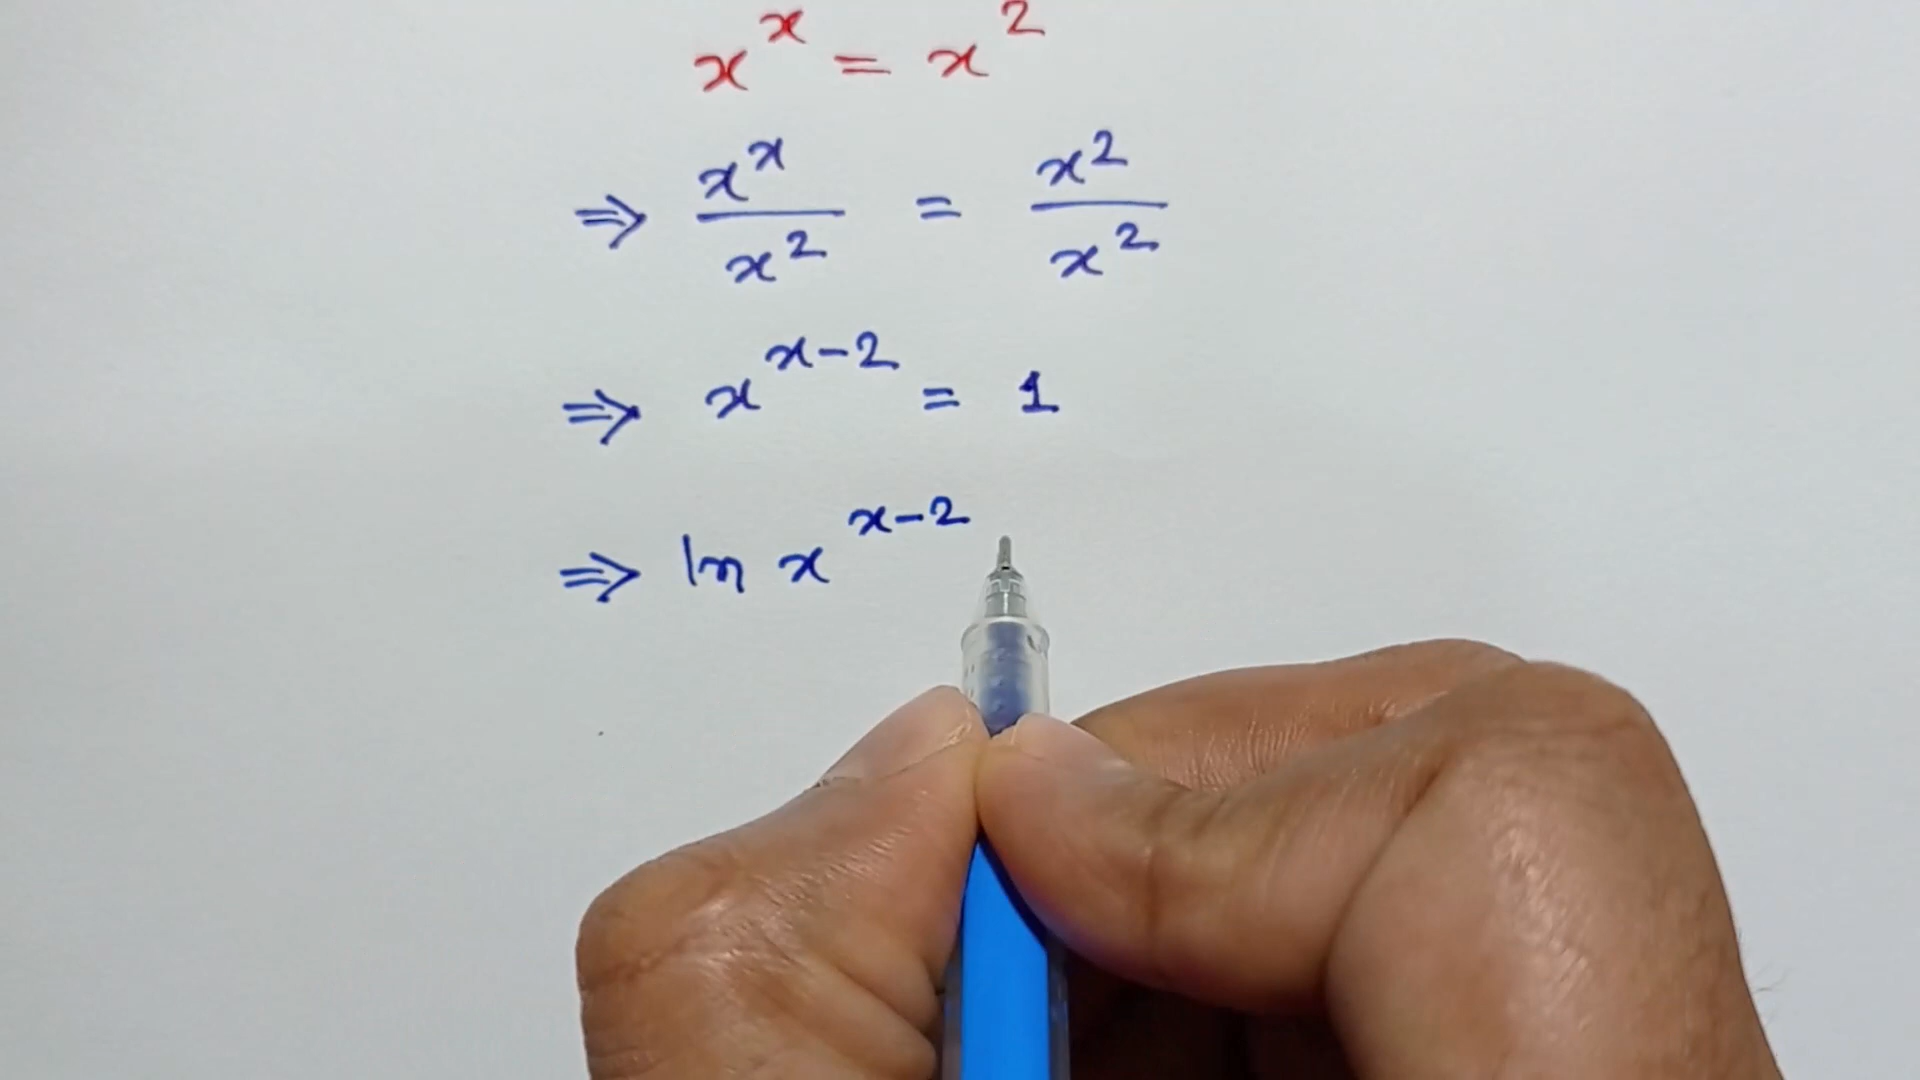 x^x = x^2
⇒ x^x/x^2 = x^2/x^2
⇒ x^(x-2) = 1
⇒ ln x^(x-2)